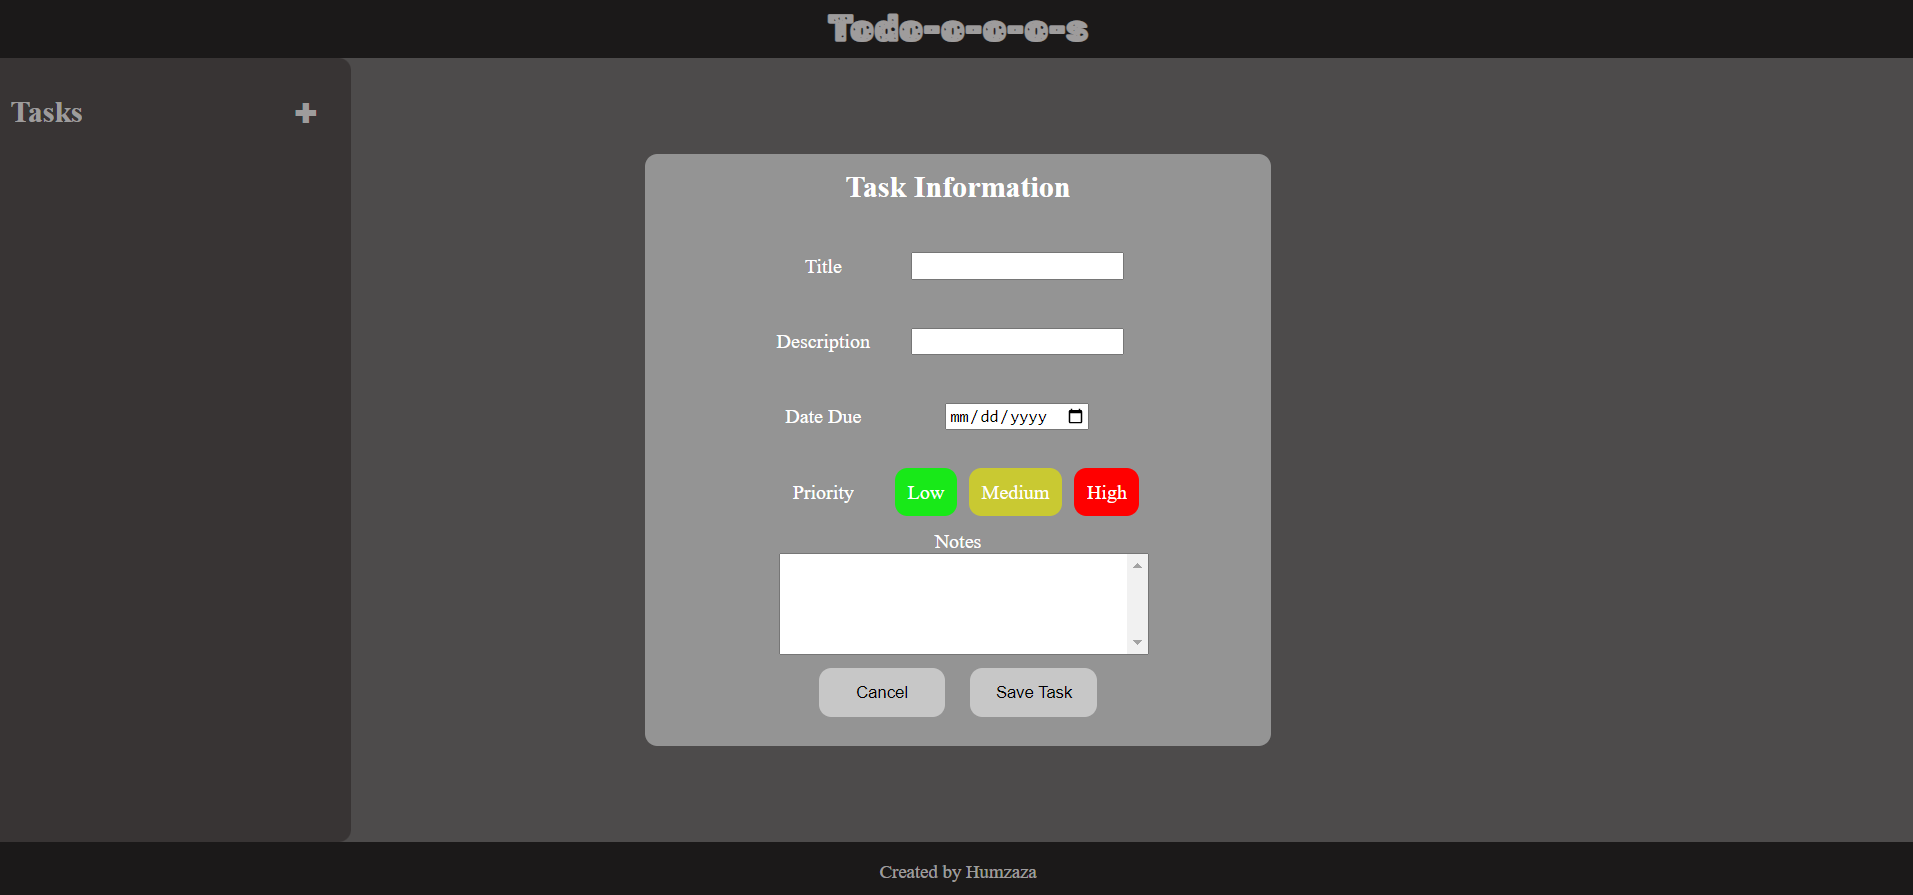 Todo-o-o-o-s
Tasks
Task Information
Title
Description
Date Due mm/dd/yyyy
Priority Low Medium High
Notes
Cancel Save Task
Created by Humzaza